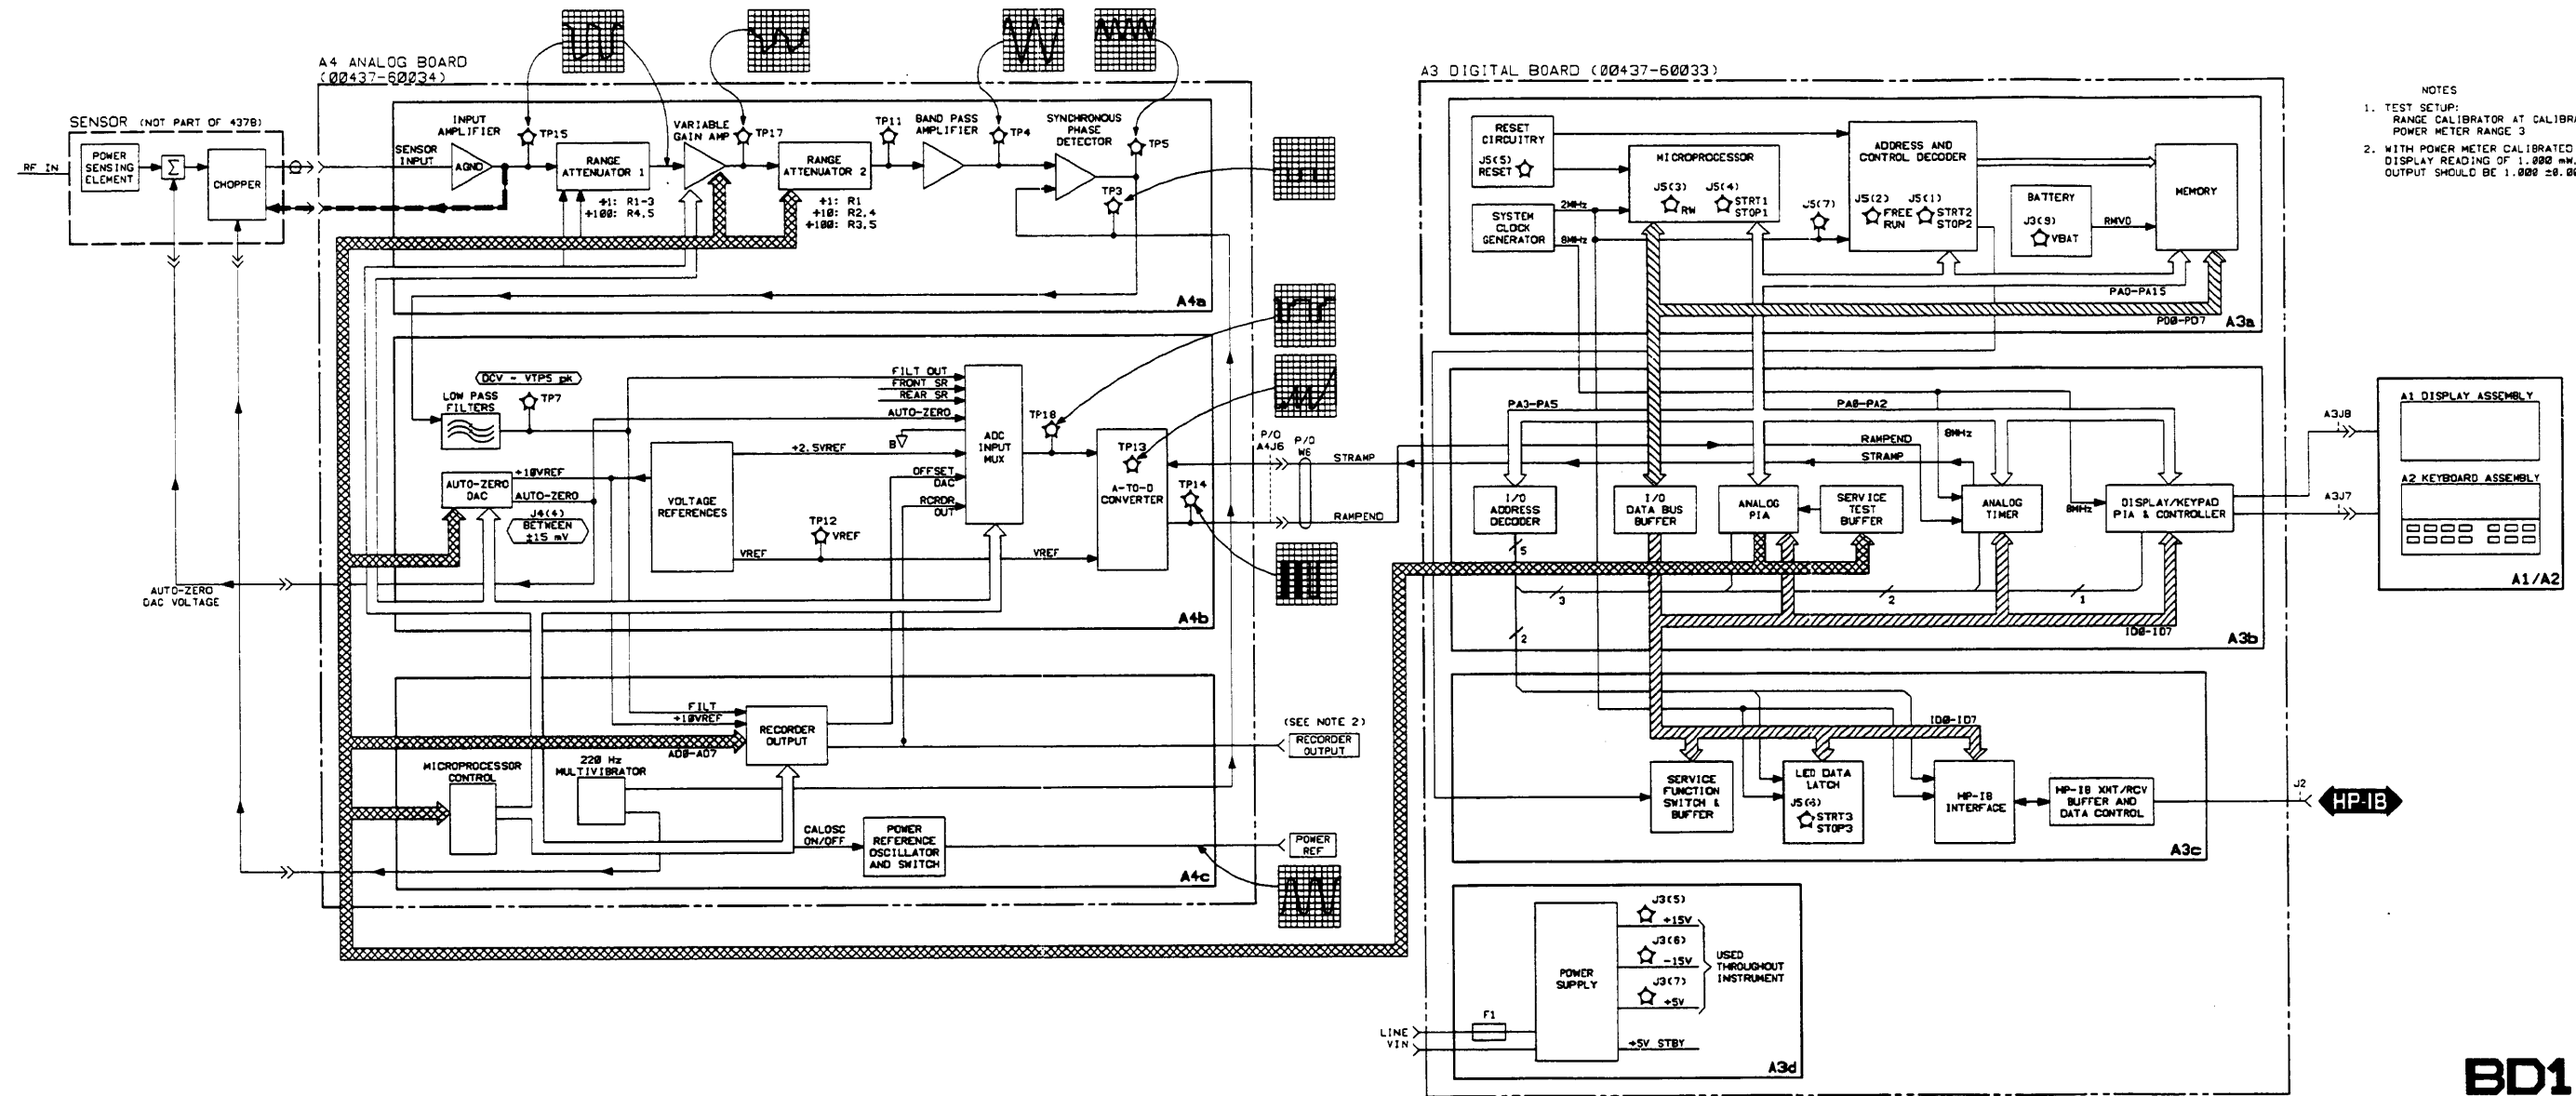 A4 ANALOG BOARD
(00437-60034)
SENSOR (NOT PART OF 437B)
RF IN
POWER
SENSING
ELEMENT
Σ
CHOPPER
SENSOR
INPUT
INPUT
AMPLIFIER
AGND
TP15
RANGE
ATTENUATOR 1
÷1: R1-3
÷100: R4,5
VARIABLE
GAIN AMP
TP17
RANGE
ATTENUATOR 2
÷1: R1
÷10: R2,4
÷100: R3,5
TP11
BAND PASS
AMPLIFIER
TP4
SYNCHRONOUS
PHASE
DETECTOR
TP5
TP3
A4a
DCV - VTP5 pk
LOW PASS
FILTERS
TP7
FILT OUT
FRONT SR
REAR SR
AUTO-ZERO
B
+2.5VREF
OFFSET
DAC
RCRDR
OUT
ADC
INPUT
MUX
TP18
TP13
A-TO-D
CONVERTER
TP14
AUTO-ZERO
DAC
+10VREF
AUTO-ZERO
J4(4)
BETWEEN
±15 mV
VOLTAGE
REFERENCES
TP12
VREF
VREF
VREF
AUTO-ZERO
DAC VOLTAGE
A4b
P/O
A4J6
P/O
W6
STRAMP
RAMPEND
FILT
+10VREF
AD0-AD7
RECORDER
OUTPUT
(SEE NOTE 2)
RECORDER
OUTPUT
MICROPROCESSOR
CONTROL
220 Hz
MULTIVIBRATOR
CALOSC
ON/OFF
POWER
REFERENCE
OSCILLATOR
AND SWITCH
POWER
REF
A4c
A3 DIGITAL BOARD (00437-60033)
RESET
CIRCUITRY
J5(5)
RESET
SYSTEM
CLOCK
GENERATOR
2MHz
8MHz
MICROPROCESSOR
J5(3)
RW
J5(4)
STRT1
STOP1
J5(7)
ADDRESS AND
CONTROL DECODER
J5(2)
FREE
RUN
J5(1)
STRT2
STOP2
BATTERY
J3(9)
VBAT
RMVD
MEMORY
PA0-PA15
PD0-PD7
A3a
PA3-PA5
PA0-PA2
RAMPEND
8MHz
STRAMP
I/O
ADDRESS
DECODER
I/O
DATA BUS
BUFFER
ANALOG
PIA
SERVICE
TEST
BUFFER
ANALOG
TIMER
8MHz
DISPLAY/KEYPAD
PIA & CONTROLLER
5
3
2
1
2
ID0-ID7
A3b
A3J8
A3J7
A1 DISPLAY ASSEMBLY
A2 KEYBOARD ASSEMBLY
A1/A2
ID0-ID7
SERVICE
FUNCTION
SWITCH &
BUFFER
LED DATA
LATCH
J5(6)
STRT3
STOP3
HP-IB
INTERFACE
HP-IB XMT/RCV
BUFFER AND
DATA CONTROL
J2
HP-IB
A3c
POWER
SUPPLY
J3(5)
+15V
J3(6)
-15V
J3(7)
+5V
USED
THROUGHOUT
INSTRUMENT
F1
LINE
VIN
+5V STBY
A3d
NOTES
1. TEST SETUP:
RANGE CALIBRATOR AT CALIBRA
POWER METER RANGE 3
2. WITH POWER METER CALIBRATED
DISPLAY READING OF 1.000 mW,
OUTPUT SHOULD BE 1.000 ±0.00
BD1